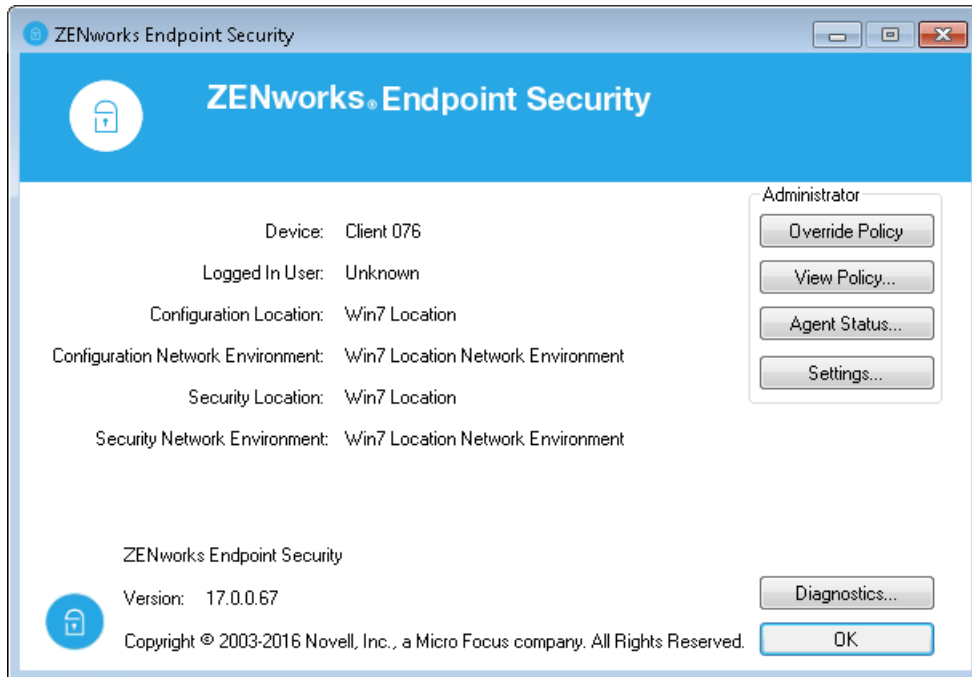 ZENworks Endpoint Security
ZENworks® Endpoint Security
Administrator
Device: Client 076
Override Policy
Logged In User: Unknown
View Policy...
Configuration Location: Win7 Location
Agent Status...
Configuration Network Environment: Win7 Location Network Environment
Settings...
Security Location: Win7 Location
Security Network Environment: Win7 Location Network Environment
ZENworks Endpoint Security
Version: 17.0.0.67
Diagnostics...
Copyright © 2003-2016 Novell, Inc., a Micro Focus company. All Rights Reserved.
OK